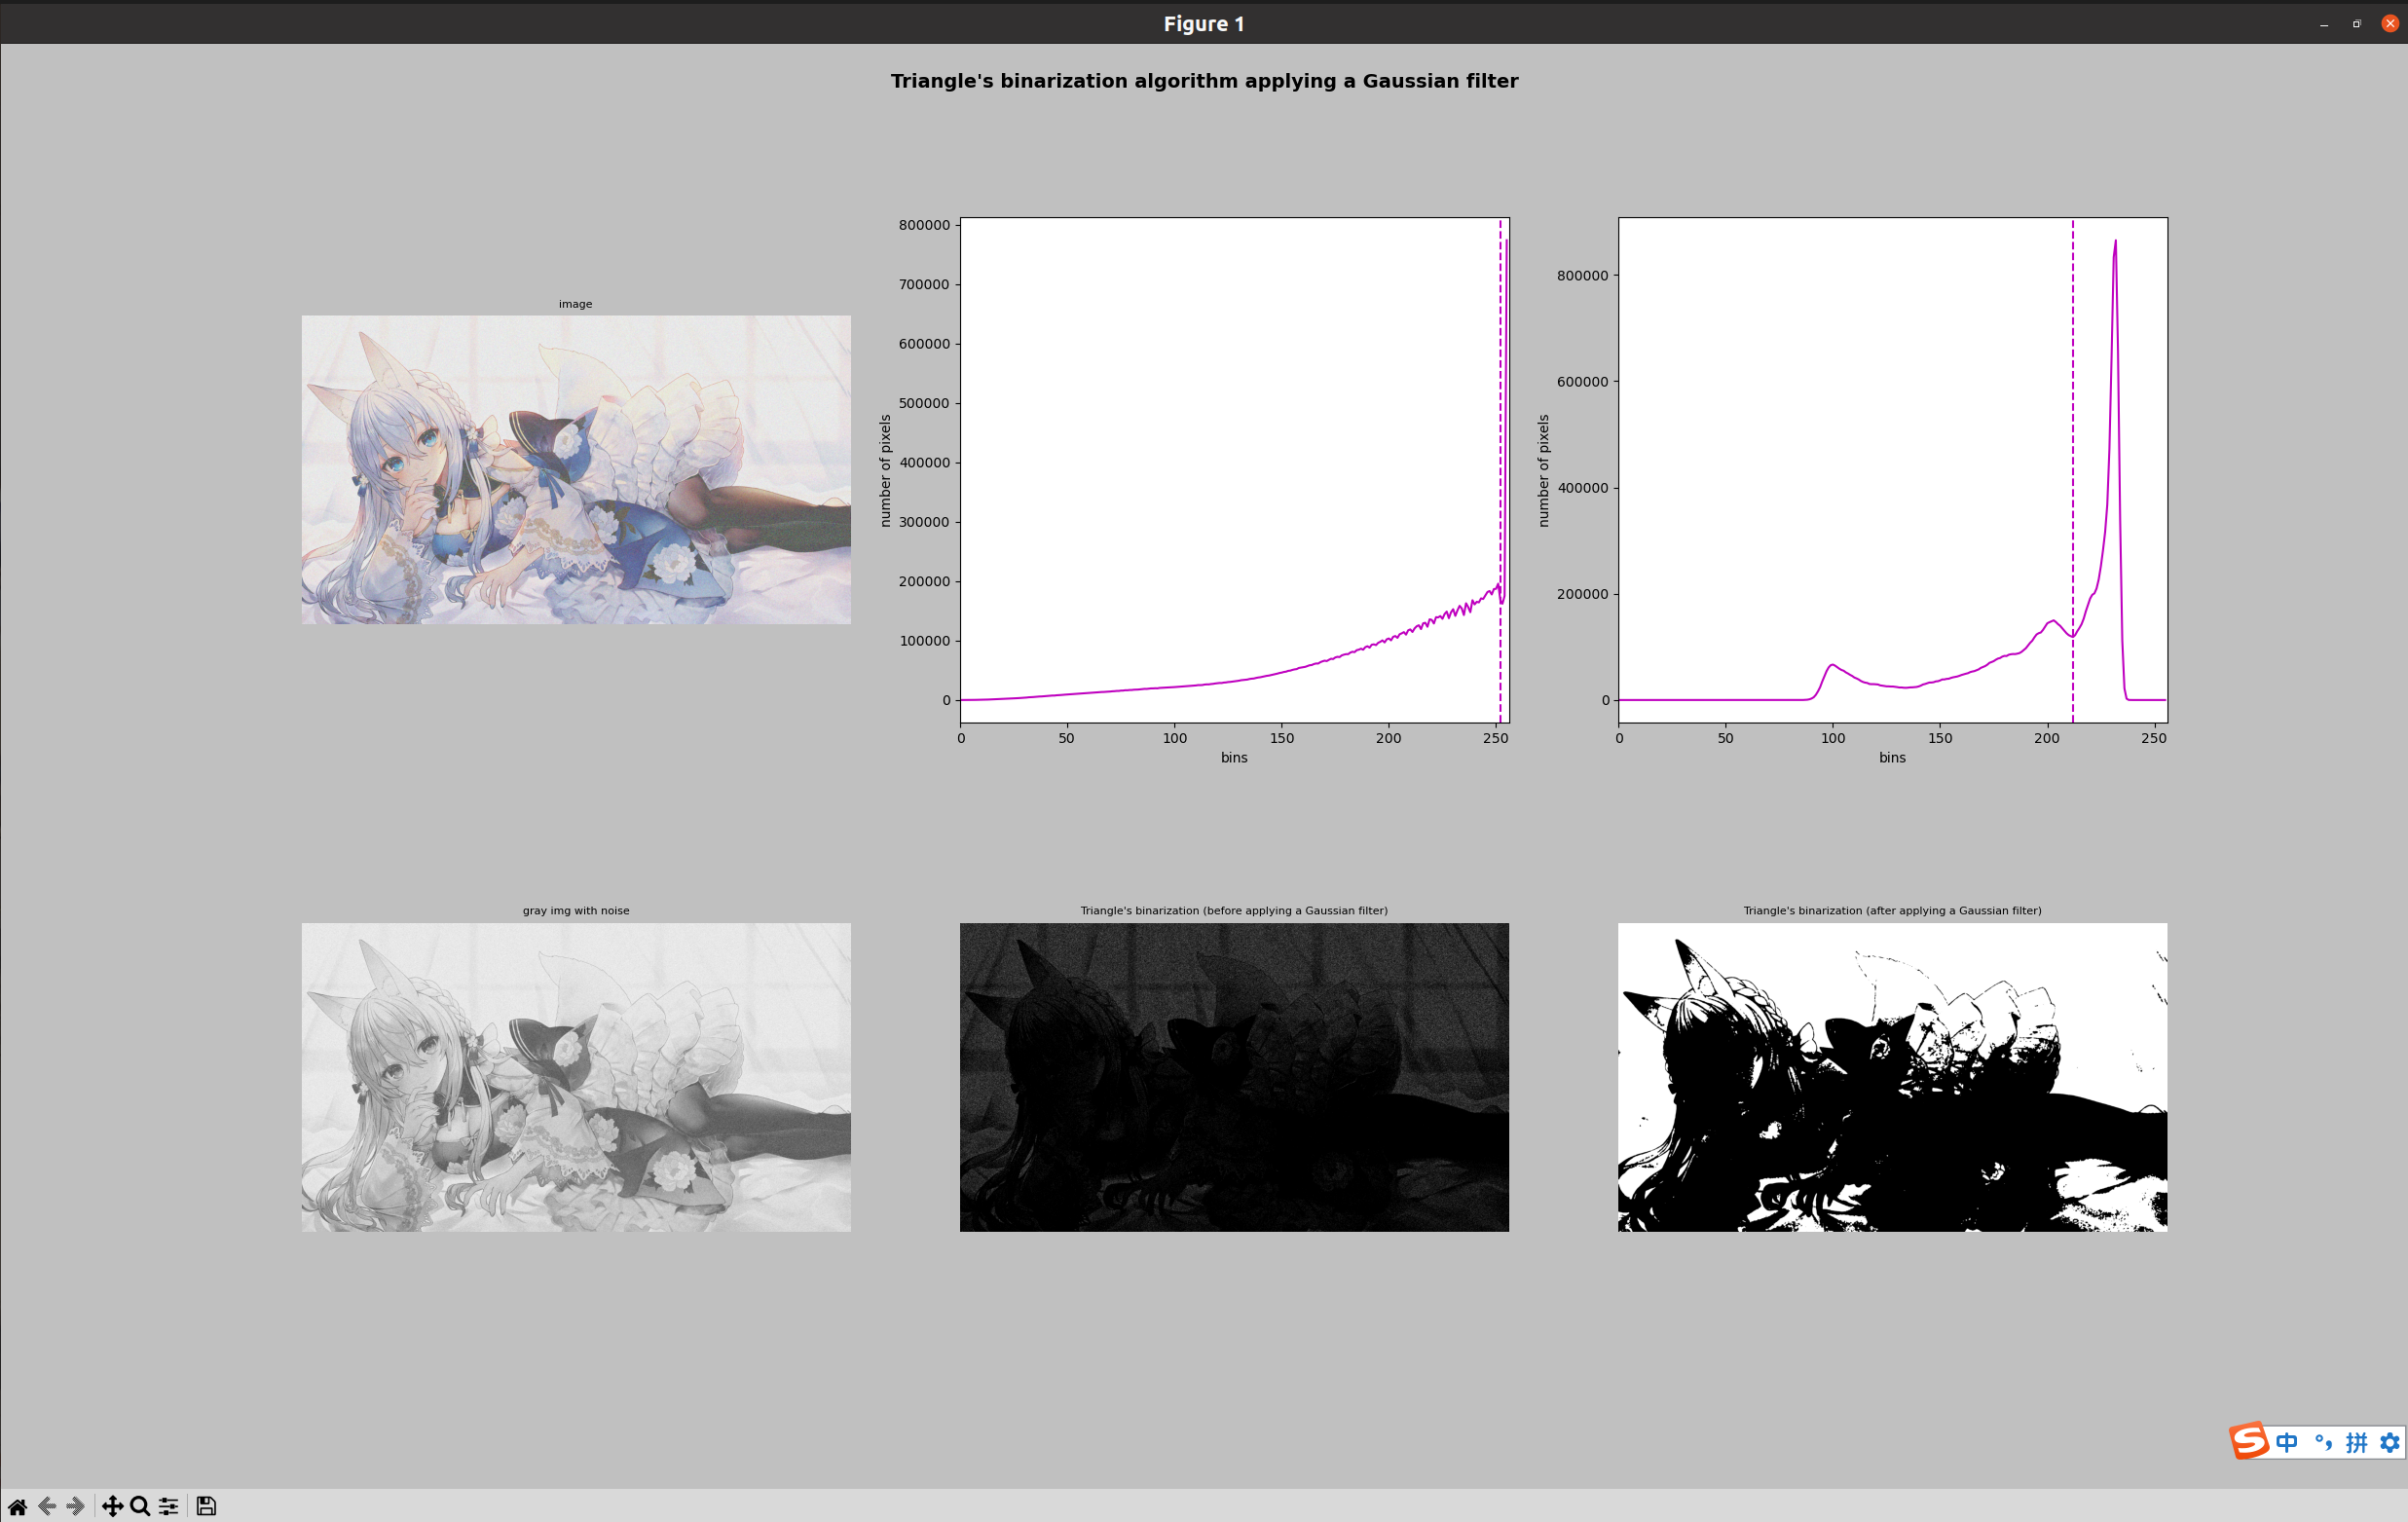 Figure 1
Triangle's binarization algorithm applying a Gaussian filter
image
800000
700000
600000
500000
400000
300000
200000
100000
0
number of pixels
0 50 100 150 200 250
bins
800000
600000
400000
200000
0
number of pixels
0 50 100 150 200 250
bins
gray img with noise
Triangle's binarization (before applying a Gaussian filter)
Triangle's binarization (after applying a Gaussian filter)
S 中 °, 拼